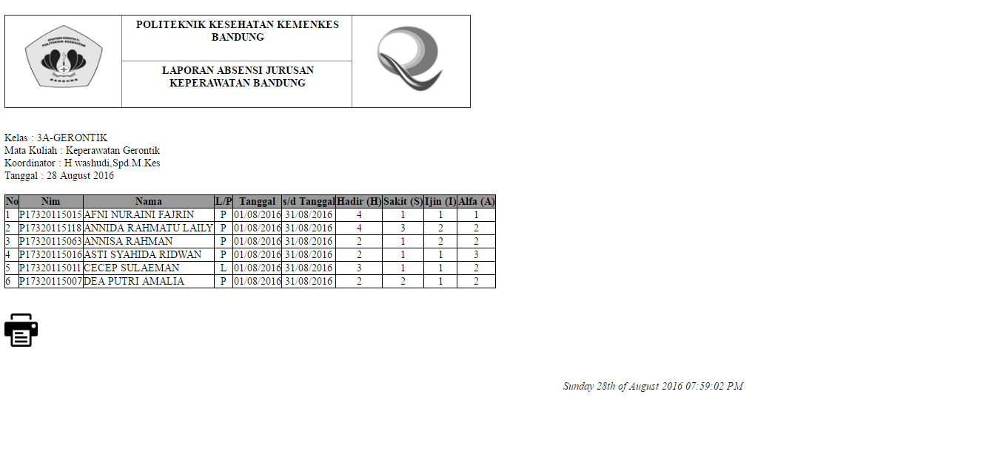 DEPARTEMEN KESEHATAN R.I.
POLITEKNIK KESEHATAN
BANDUNG
POLITEKNIK KESEHATAN KEMENKES
BANDUNG
LAPORAN ABSENSI JURUSAN
KEPERAWATAN BANDUNG
Kelas : 3A-GERONTIK
Mata Kuliah : Keperawatan Gerontik
Koordinator : H washudi,Spd.M.Kes
Tanggal : 28 August 2016
No Nim Nama L/P Tanggal s/d Tanggal Hadir (H) Sakit (S) Ijin (I) Alfa (A)
1 P17320115015 AFNI NURAINI FAJRIN P 01/08/2016 31/08/2016 4 1 1 1
2 P17320115118 ANNIDA RAHMATU LAILY P 01/08/2016 31/08/2016 4 3 2 2
3 P17320115063 ANNISA RAHMAN P 01/08/2016 31/08/2016 2 1 2 2
4 P17320115016 ASTI SYAHIDA RIDWAN P 01/08/2016 31/08/2016 2 1 1 3
5 P17320115011 CECEP SULAEMAN L 01/08/2016 31/08/2016 3 1 1 2
6 P17320115007 DEA PUTRI AMALIA P 01/08/2016 31/08/2016 2 2 1 2
Sunday 28th of August 2016 07:59:02 PM